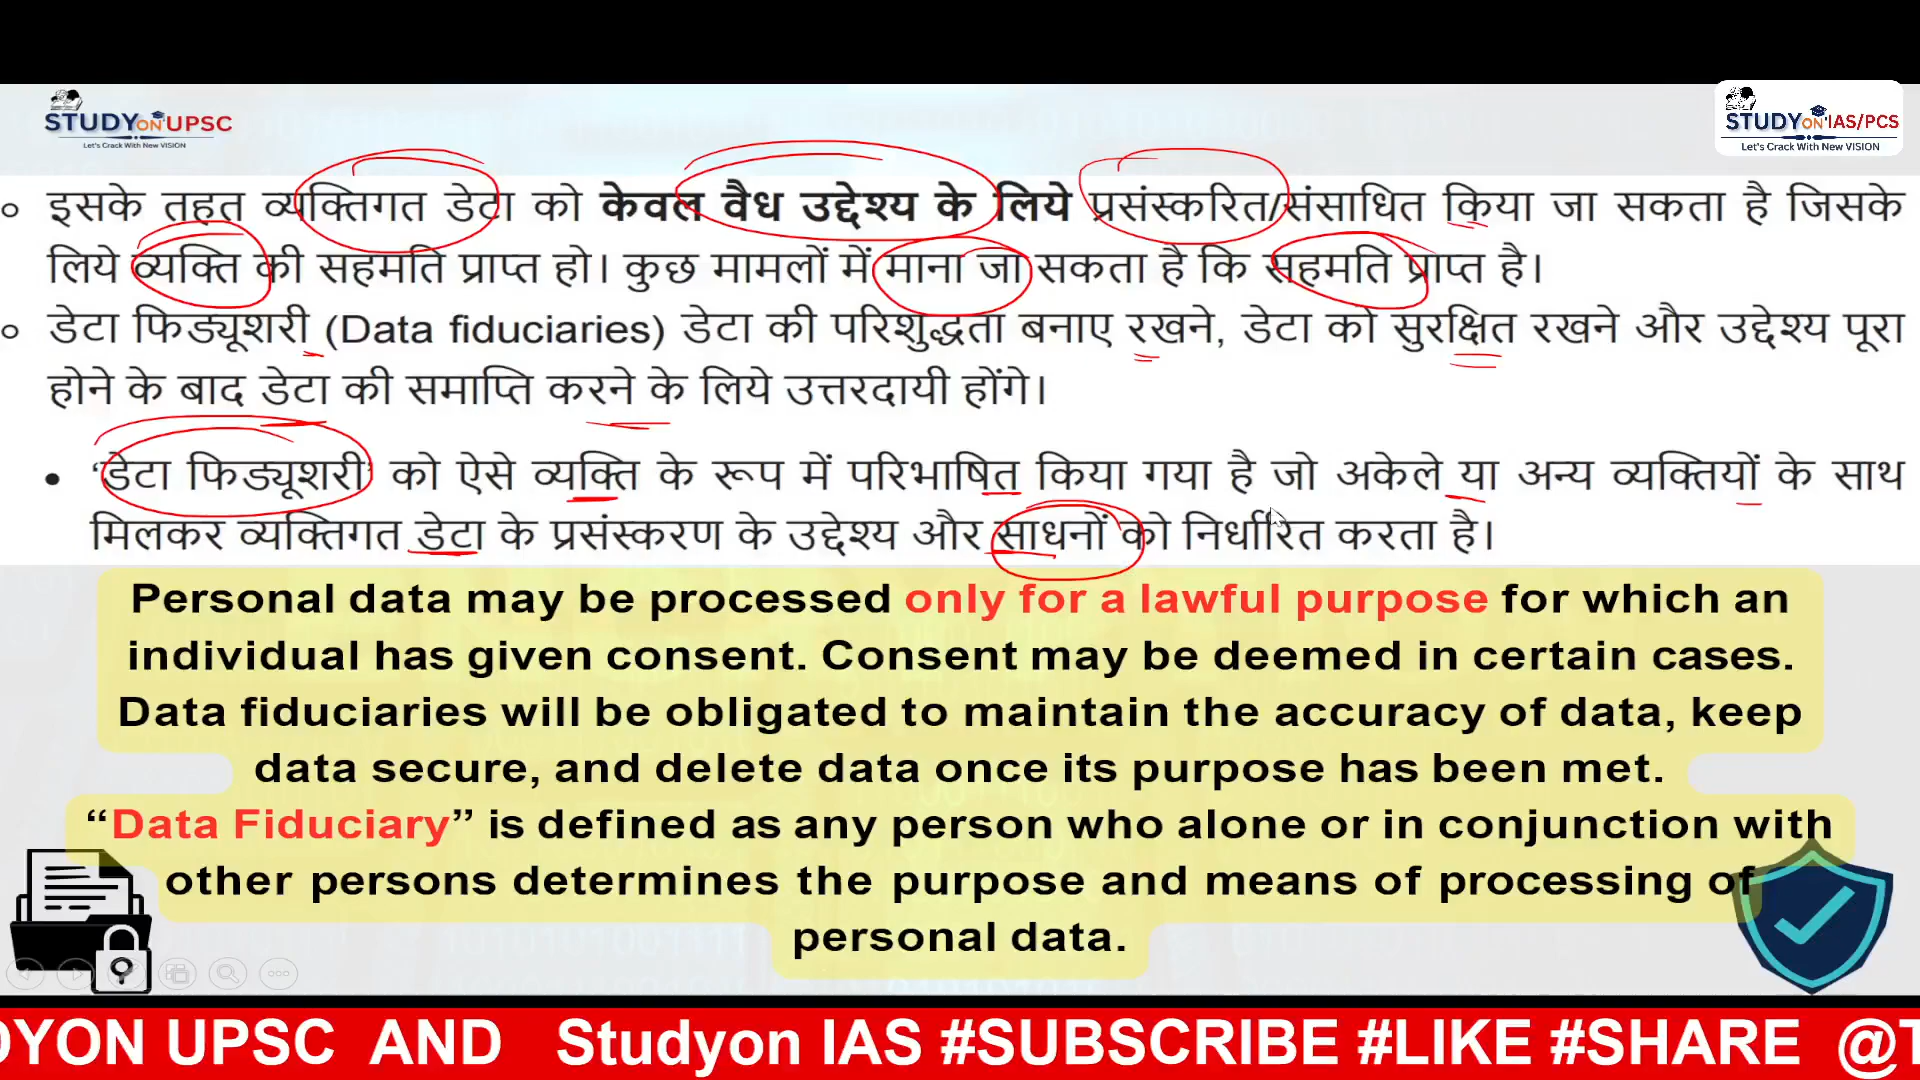 STUDYON UPSC
Let's Crack With New VISION
STUDYON IAS/PCS
Let's Crack With New VISION
इसके तहत व्यक्तिगत डेटा को केवल वैध उद्देश्य के लिये प्रसंस्करित/संसाधित किया जा सकता है जिसके
लिये व्यक्ति की सहमति प्राप्त हो। कुछ मामलों में माना जा सकता है कि सहमति प्राप्त है।
डेटा फिड्यूशरी (Data fiduciaries) डेटा की परिशुद्धता बनाए रखने, डेटा को सुरक्षित रखने और उद्देश्य पूरा
होने के बाद डेटा की समाप्ति करने के लिये उत्तरदायी होंगे।
'डेटा फिड्यूशरी' को ऐसे व्यक्ति के रूप में परिभाषित किया गया है जो अकेले या अन्य व्यक्तियों के साथ
मिलकर व्यक्तिगत डेटा के प्रसंस्करण के उद्देश्य और साधनों को निर्धारित करता है।
Personal data may be processed only for a lawful purpose for which an
individual has given consent. Consent may be deemed in certain cases.
Data fiduciaries will be obligated to maintain the accuracy of data, keep
data secure, and delete data once its purpose has been met.
“Data Fiduciary” is defined as any person who alone or in conjunction with
other persons determines the purpose and means of processing of
personal data.
DYON UPSC AND Studyon IAS #SUBSCRIBE #LIKE #SHARE @T